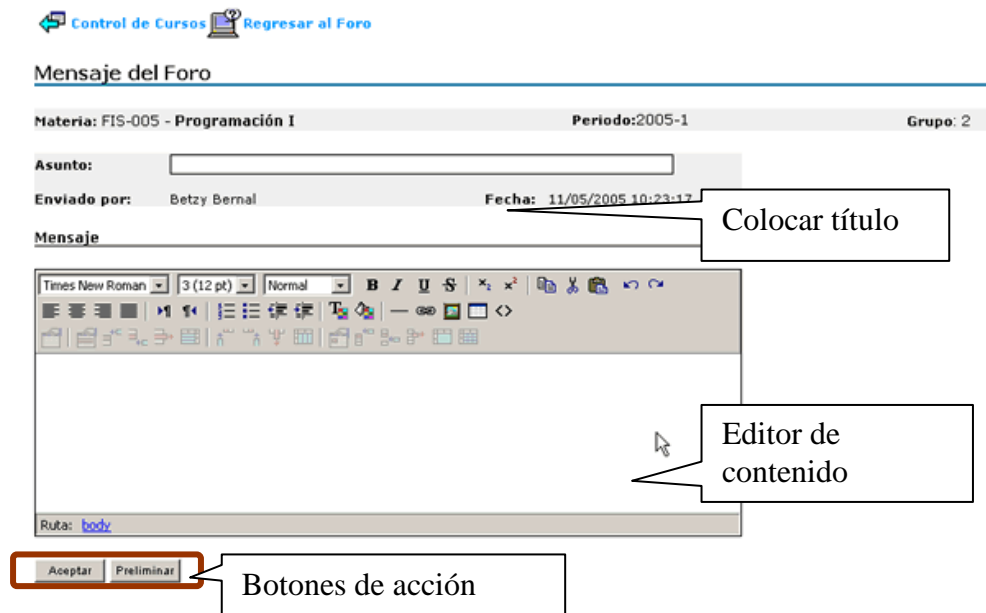 Control de Cursos Regresar al Foro
Mensaje del Foro
Materia: FIS-005 - Programación I Periodo:2005-1 Grupo: 2
Asunto:
Enviado por: Betzy Bernal Fecha: 11/05/2005 10:23:17
Colocar título
Mensaje
Times New Roman 3 (12 pt) Normal B I U S x₂ x²
Editor de
contenido
Ruta: body
Aceptar Preliminar
Botones de acción